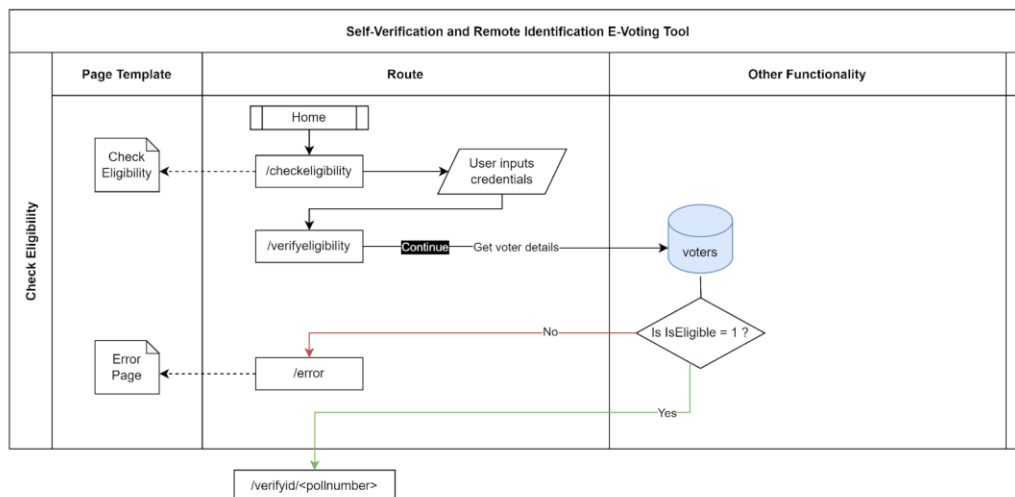 Self-Verification and Remote Identification E-Voting Tool
Page Template
Route
Other Functionality
Check Eligibility
Home
Check
Eligibility
/checkeligibility
User inputs
credentials
/verifyeligibility
Continue
Get voter details
voters
Is IsEligible = 1 ?
No
Error
Page
/error
Yes
/verifyid/<pollnumber>